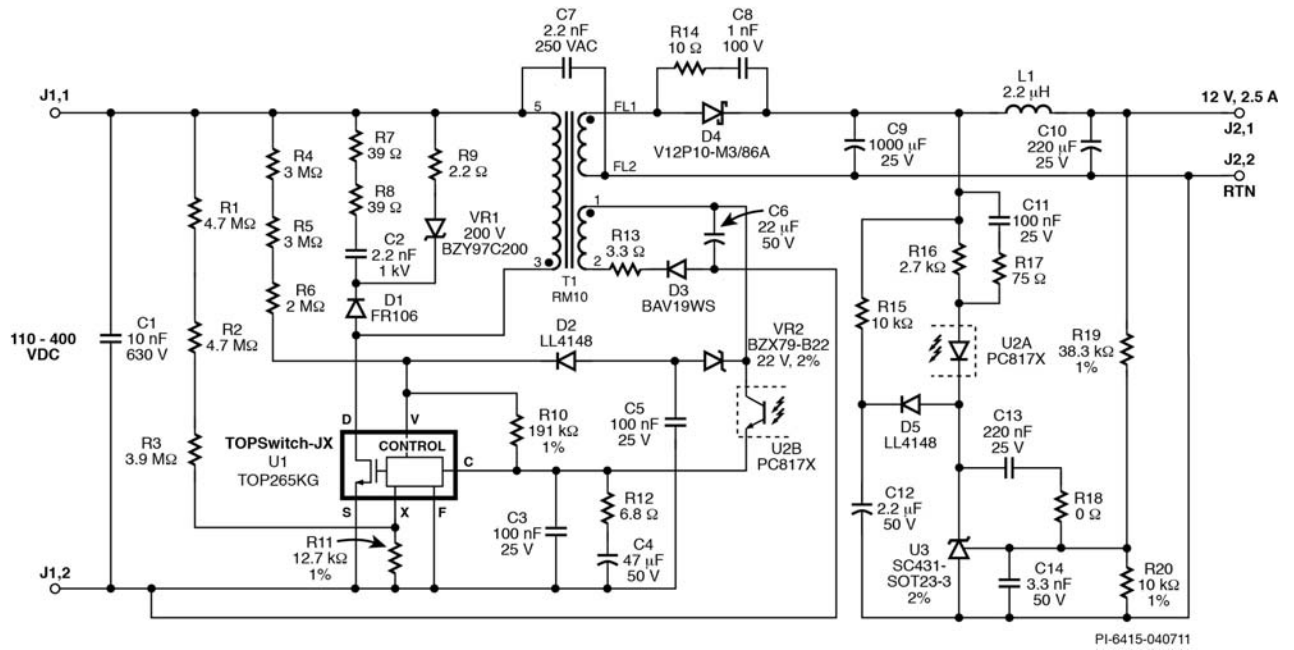 C7
2.2 nF
250 VAC
R14
10 Ω
C8
1 nF
100 V
L1
2.2 µH
J1,1
5
FL1
12 V, 2.5 A
J2,1
D4
V12P10-M3/86A
C9
1000 µF
25 V
C10
220 µF
25 V
R7
39 Ω
R4
3 MΩ
R9
2.2 Ω
FL2
J2,2
RTN
R8
39 Ω
R1
4.7 MΩ
R5
3 MΩ
VR1
200 V
BZY97C200
1
C6
22 µF
50 V
C11
100 nF
25 V
C2
2.2 nF
1 kV
R13
3.3 Ω
R16
2.7 kΩ
R17
75 Ω
3
2
T1
RM10
D3
BAV19WS
R6
2 MΩ
D1
FR106
R15
10 kΩ
110 - 400
VDC
C1
10 nF
630 V
R2
4.7 MΩ
D2
LL4148
VR2
BZX79-B22
22 V, 2%
U2A
PC817X
R19
38.3 kΩ
1%
D
V
R10
191 kΩ
1%
C5
100 nF
25 V
D5
LL4148
TOPSwitch-JX
U1
TOP265KG
CONTROL
C
R3
3.9 MΩ
U2B
PC817X
C13
220 nF
25 V
S
X
F
R12
6.8 Ω
C12
2.2 µF
50 V
R18
0 Ω
R11
12.7 kΩ
1%
C3
100 nF
25 V
C4
47 µF
50 V
U3
SC431-
SOT23-3
2%
C14
3.3 nF
50 V
R20
10 kΩ
1%
J1,2
PI-6415-040711